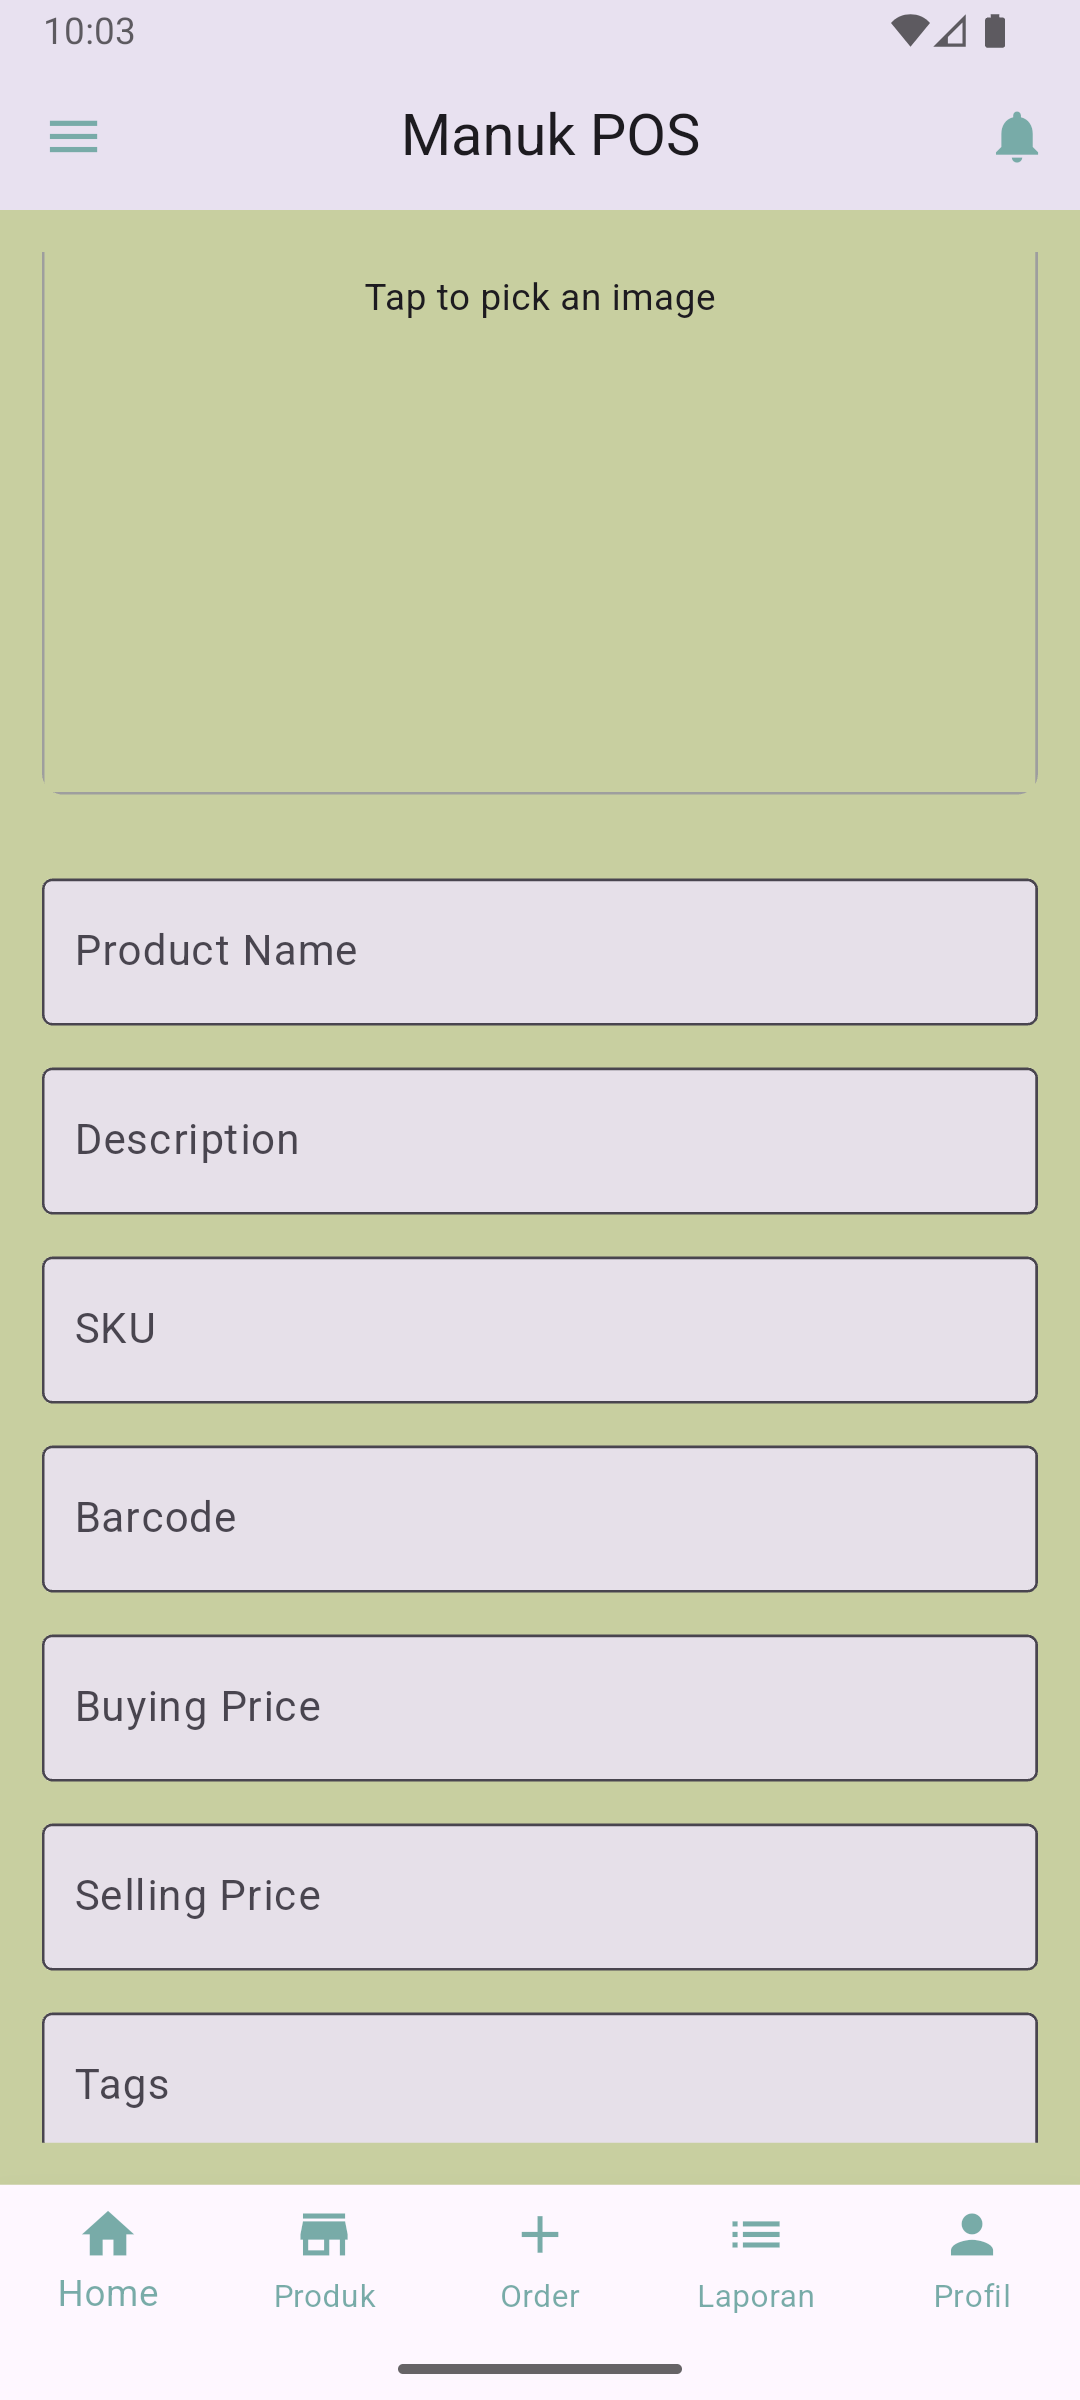 10:03
Manuk POS
Tap to pick an image
Product Name
Description
SKU
Barcode
Buying Price
Selling Price
Tags
Home
Produk
Order
Laporan
Profil